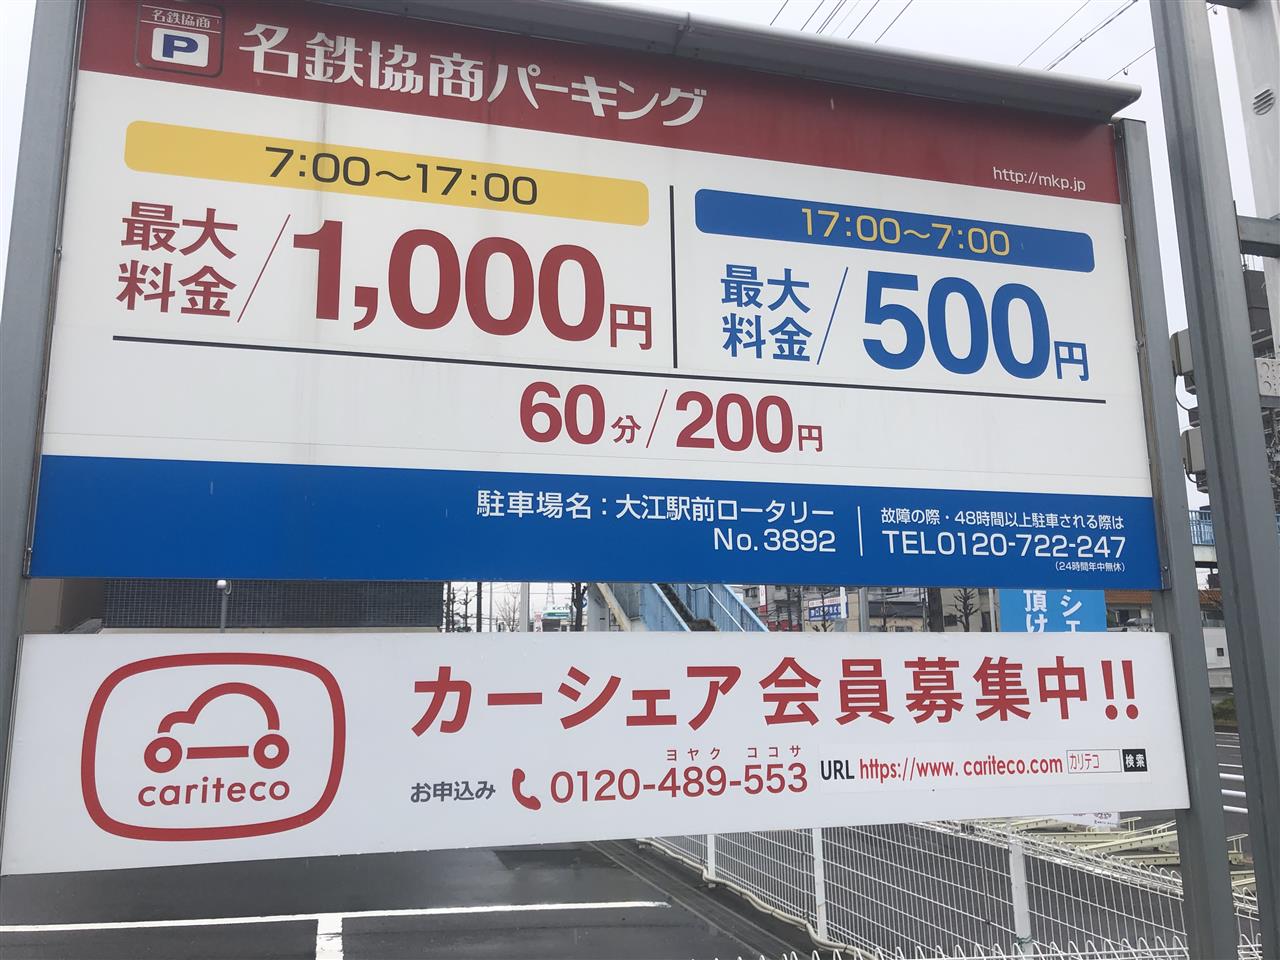 名鉄協商
P
名鉄協商パーキング
http://mkp.jp
7:00～17:00
最大料金/1,000円
17:00～7:00
最大料金/500円
60分/200円
駐車場名：大江駅前ロータリー
No.3892
故障の際・48時間以上駐車される際は
TEL0120-722-247
(24時間年中無休)
シェ
頂け
cariteco
カーシェア会員募集中!!
ヨヤク ココサ
お申込み 0120-489-553
URL https://www.cariteco.com カリテコ 検索